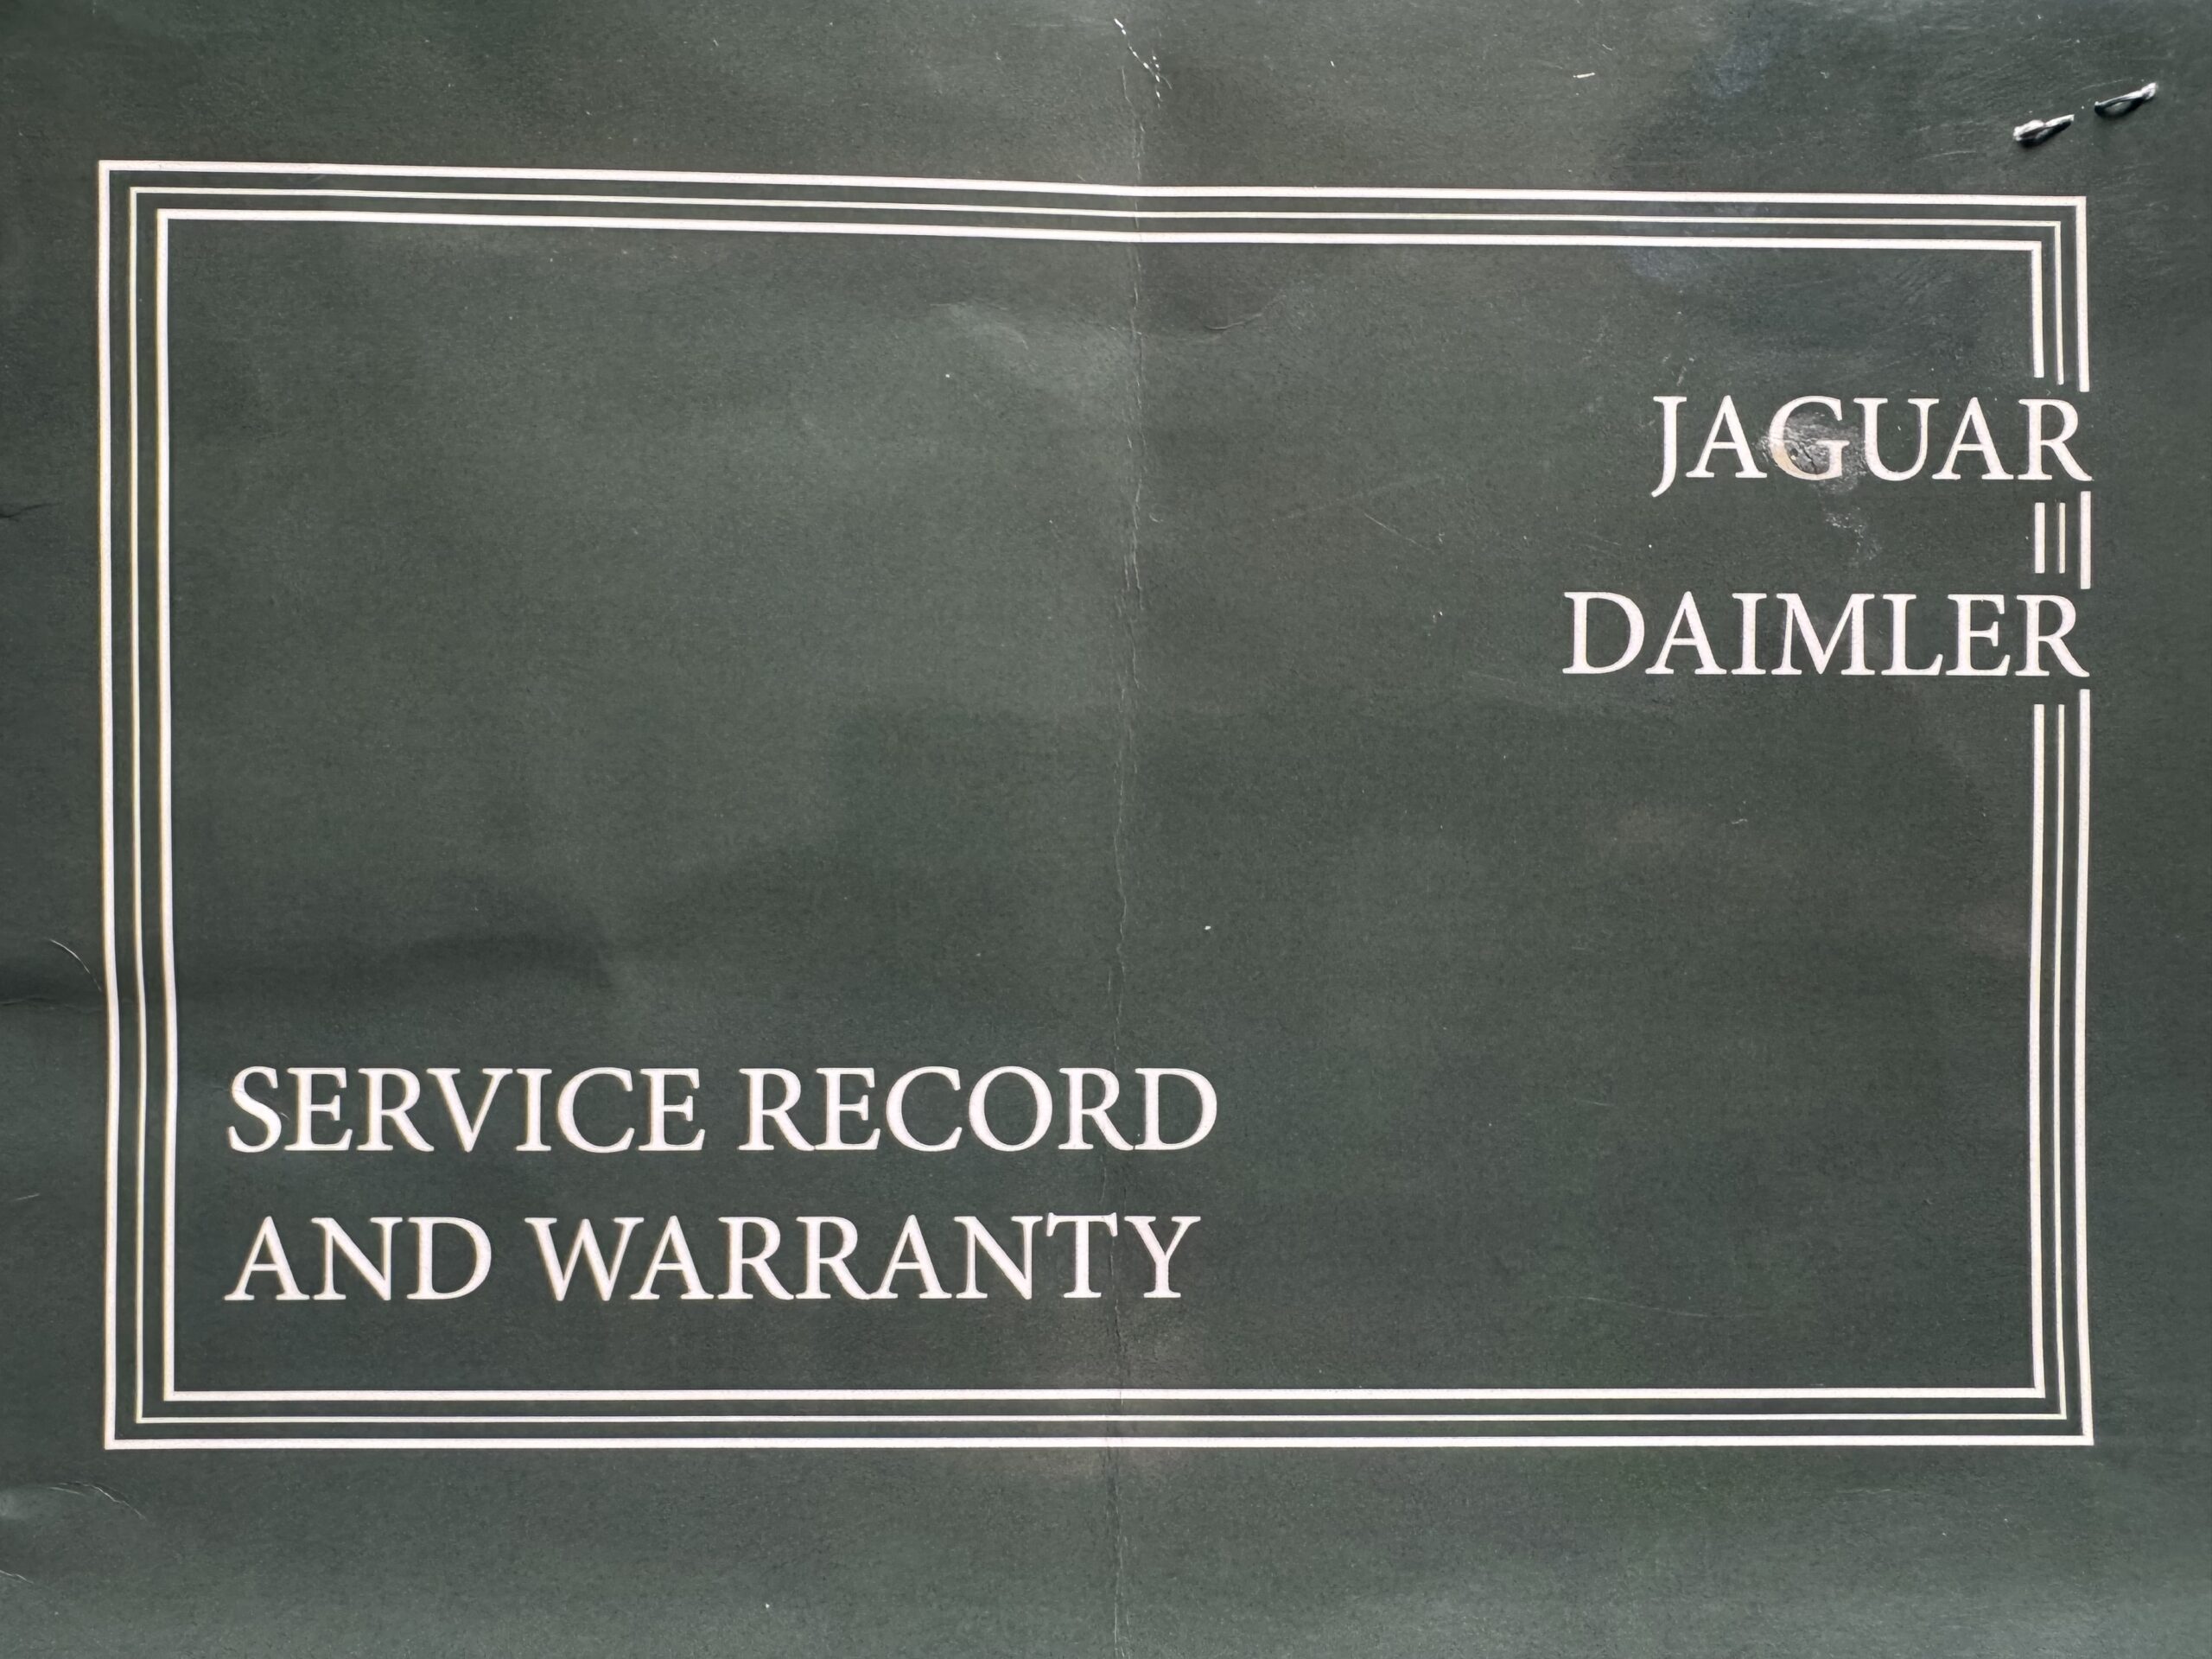 JAGUAR
DAIMLER
SERVICE RECORD
AND WARRANTY